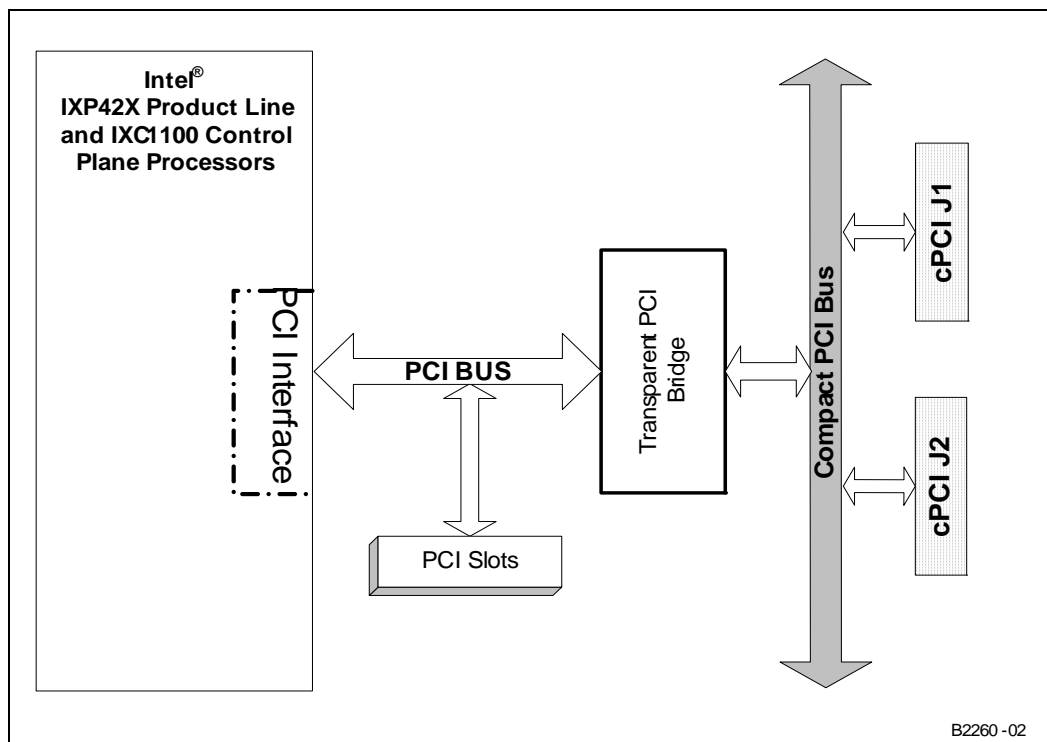 Intel®
IXP42X Product Line
and IXC1100 Control
Plane Processors
PCI Interface
PCI BUS
PCI Slots
Transparent PCI
Bridge
Compact PCI Bus
cPCI J1
cPCI J2
B2260-02